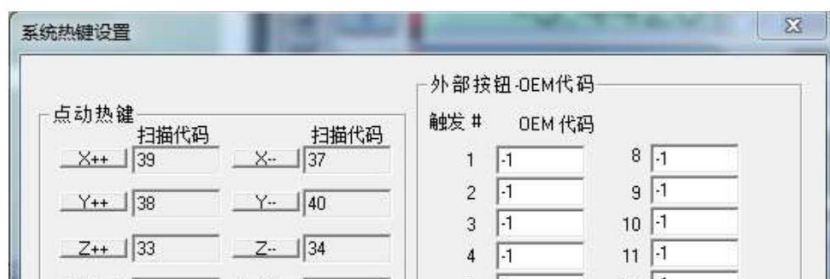 系统热键设置
点动热键
扫描代码 扫描代码
X++ 39 X-- 37
Y++ 38 Y-- 40
Z++ 33 Z-- 34
外部按钮-OEM代码
触发 # OEM 代码
1 -1 8 -1
2 -1 9 -1
3 -1 10 -1
4 -1 11 -1